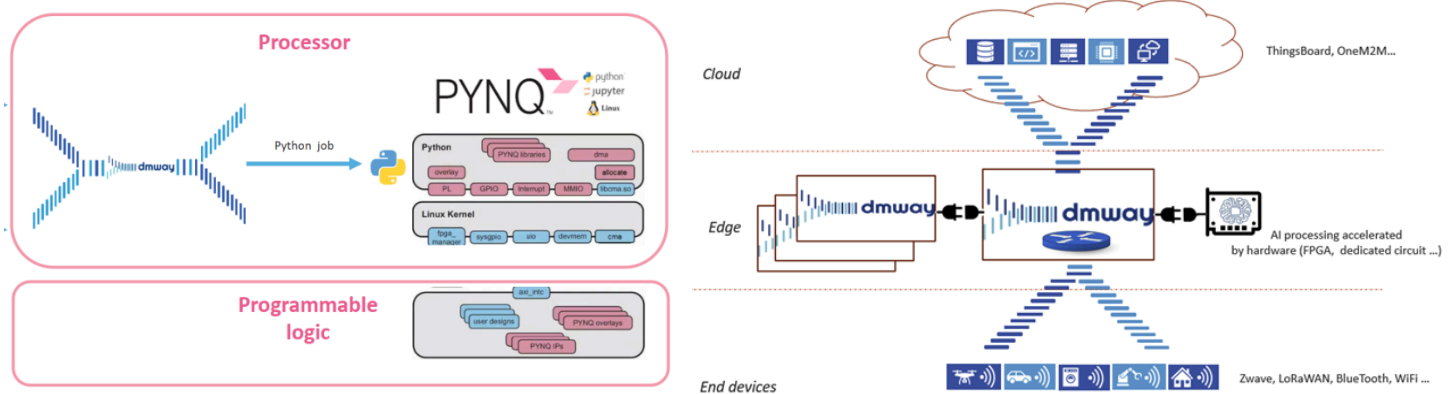 Processor
PYNQ™
python
jupyter
Linux
dmway
Python job
Python
PYNQ libraries
dma
overlay
allocate
PL
GPIO
Interrupt
MMIO
libcma.so
Linux Kernel
fpga_
manager
sysgpio
uio
devmem
cma
Programmable
logic
axi_intc
user designs
PYNQ overlays
PYNQ IPs
Cloud
ThingsBoard, OneM2M...
Edge
dmway
dmway
AI processing accelerated
by hardware (FPGA, dedicated circuit ...)
End devices
Zwave, LoRaWAN, BlueTooth, WiFi ...